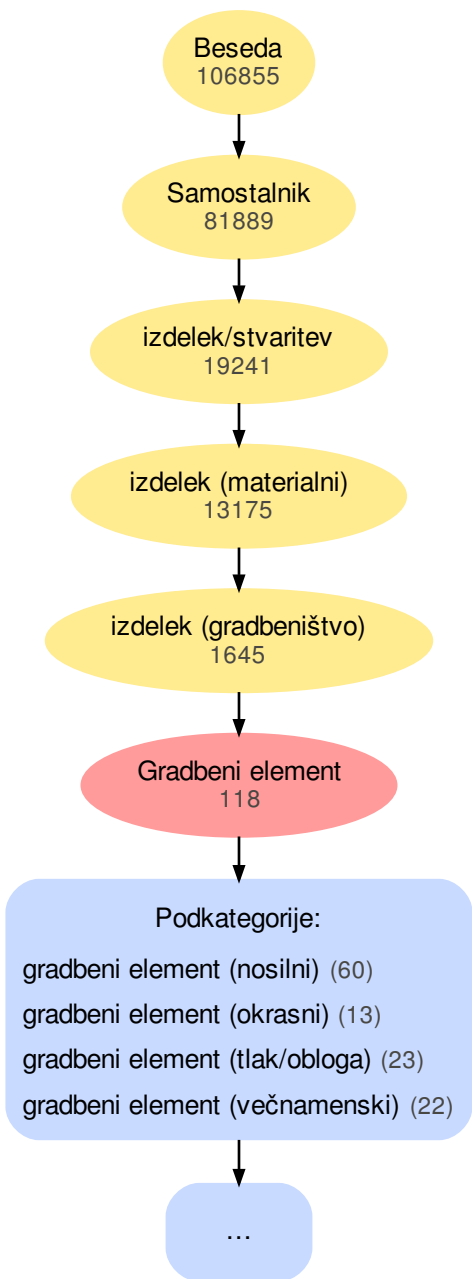 Beseda
106855
Samostalnik
81889
izdelek/stvaritev
19241
izdelek (materialni)
13175
izdelek (gradbeništvo)
1645
Gradbeni element
118
Podkategorije:
gradbeni element (nosilni) (60)
gradbeni element (okrasni) (13)
gradbeni element (tlak/obloga) (23)
gradbeni element (večnamenski) (22)
...